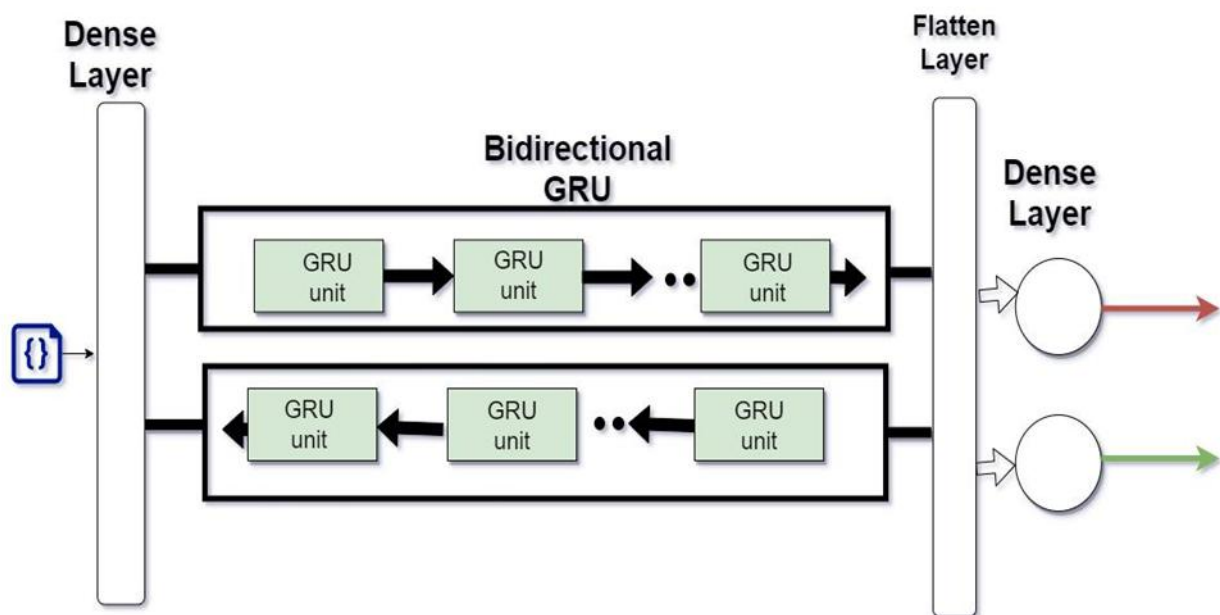 Dense
Layer
Flatten
Layer
Bidirectional
GRU
Dense
Layer
GRU
unit
GRU
unit
GRU
unit
{}
GRU
unit
GRU
unit
GRU
unit